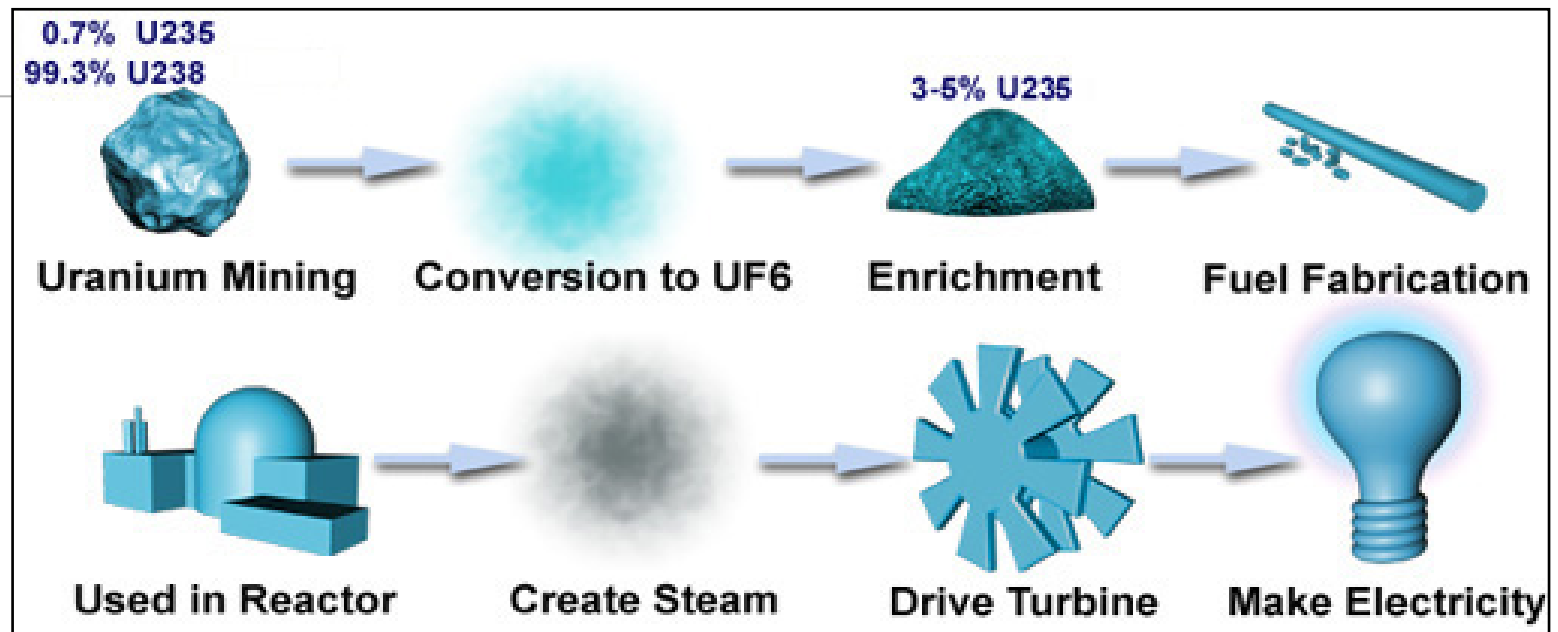 0.7% U235
99.3% U238
3-5% U235
Uranium Mining
Conversion to UF6
Enrichment
Fuel Fabrication
Used in Reactor
Create Steam
Drive Turbine
Make Electricity